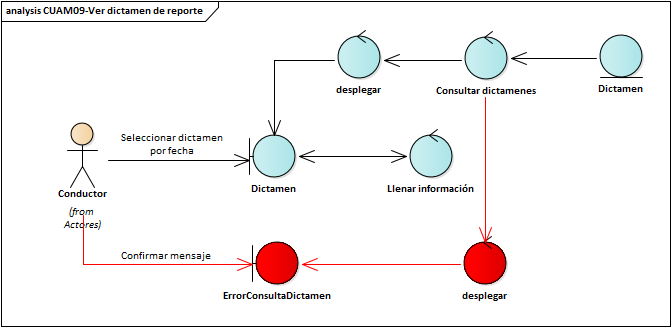 analysis CUAM09-Ver dictamen de reporte
desplegar
Consultar dictamenes
Dictamen
Seleccionar dictamen
por fecha
Conductor
(from
Actores)
Dictamen
Llenar información
Confirmar mensaje
ErrorConsultaDictamen
desplegar